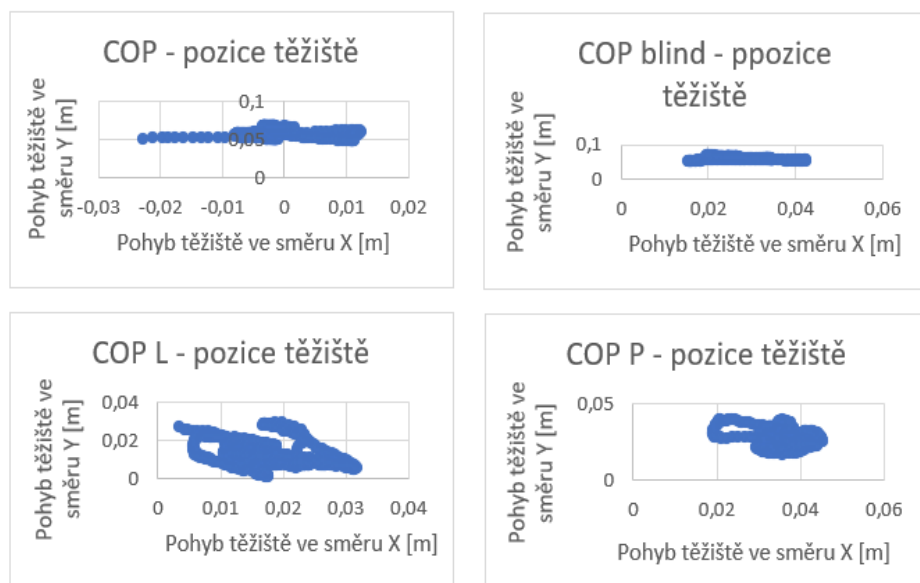 COP - pozice těžiště
Pohyb těžiště ve
směru Y [m]
0,1
0,05
0
-0,03
-0,02
-0,01
0
0,01
0,02
Pohyb těžiště ve směru X [m]
COP blind - ppozice
těžiště
Pohyb těžiště ve
směru Y [m]
0,1
0
0
0,02
0,04
0,06
Pohyb těžiště ve směru X [m]
COP L - pozice těžiště
Pohyb těžiště ve
směru Y [m]
0,04
0,02
0
0
0,01
0,02
0,03
0,04
Pohyb těžiště ve směru X [m]
COP P - pozice těžiště
Pohyb těžiště ve
směru Y [m]
0,05
0
0
0,02
0,04
0,06
Pohyb těžiště ve směru X [m]